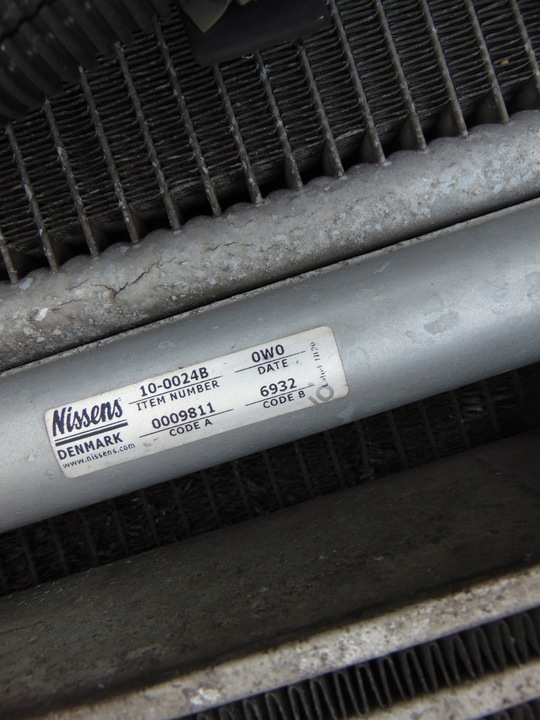 Nissens
DENMARK
www.nissens.com
10-0024B
ITEM NUMBER
0009811
CODE A
0W0
DATE
6932
CODE B